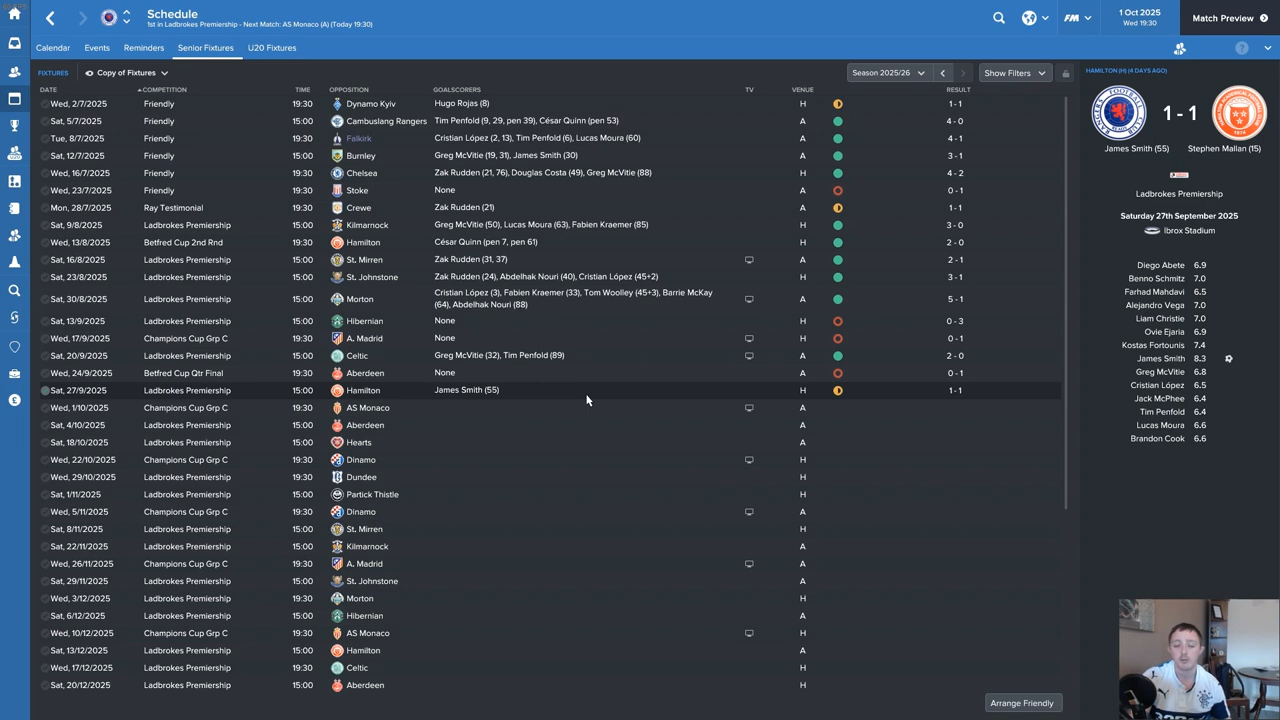 Schedule
1st in Ladbrokes Premiership - Next Match: AS Monaco (A) (Today 19:30)
FM
1 Oct 2025
Wed 19:30
Match Preview
Calendar Events Reminders Senior Fixtures U20 Fixtures
FIXTURES Copy of Fixtures Season 2025/26 Show Filters
DATE COMPETITION TIME OPPOSITION GOALSCORERS TV VENUE RESULT
Wed, 2/7/2025 Friendly 19:30 Dynamo Kyiv Hugo Rojas (8) H 1 - 1
Sat, 5/7/2025 Friendly 15:00 Cambuslang Rangers Tim Penfold (9, 29, pen 39), César Quinn (pen 53) A 4 - 0
Tue, 8/7/2025 Friendly 19:30 Falkirk Cristian López (2, 13), Tim Penfold (6), Lucas Moura (60) A 4 - 1
Sat, 12/7/2025 Friendly 15:00 Burnley Greg McVitie (19, 31), James Smith (30) A 3 - 1
Wed, 16/7/2025 Friendly 19:30 Chelsea Zak Rudden (21, 76), Douglas Costa (49), Greg McVitie (88) H 4 - 2
Wed, 23/7/2025 Friendly 19:30 Stoke None A 0 - 1
Mon, 28/7/2025 Ray Testimonial 19:30 Crewe Zak Rudden (21) A 1 - 1
Sat, 9/8/2025 Ladbrokes Premiership 15:00 Kilmarnock Greg McVitie (50), Lucas Moura (63), Fabien Kraemer (85) H 3 - 0
Wed, 13/8/2025 Betfred Cup 2nd Rnd 19:30 Hamilton César Quinn (pen 7, pen 61) H 2 - 0
Sat, 16/8/2025 Ladbrokes Premiership 15:00 St. Mirren Zak Rudden (31, 37) A 2 - 1
Sat, 23/8/2025 Ladbrokes Premiership 15:00 St. Johnstone Zak Rudden (24), Abdelhak Nouri (40), Cristian López (45+2) H 3 - 1
Sat, 30/8/2025 Ladbrokes Premiership 15:00 Morton Cristian López (3), Fabien Kraemer (33), Tom Woolley (45+3), Barrie McKay (64), Abdelhak Nouri (88) A 5 - 1
Sat, 13/9/2025 Ladbrokes Premiership 15:00 Hibernian None H 0 - 3
Wed, 17/9/2025 Champions Cup Grp C 19:30 A. Madrid None H 0 - 1
Sat, 20/9/2025 Ladbrokes Premiership 15:00 Celtic Greg McVitie (32), Tim Penfold (89) A 2 - 0
Wed, 24/9/2025 Betfred Cup Qtr Final 19:30 Aberdeen None H 0 - 1
Sat, 27/9/2025 Ladbrokes Premiership 15:00 Hamilton James Smith (55) H 1 - 1
Wed, 1/10/2025 Champions Cup Grp C 19:30 AS Monaco A
Sat, 4/10/2025 Ladbrokes Premiership 15:00 Aberdeen A
Sat, 18/10/2025 Ladbrokes Premiership 15:00 Hearts A
Wed, 22/10/2025 Champions Cup Grp C 19:30 Dinamo H
Wed, 29/10/2025 Ladbrokes Premiership 19:30 Dundee H
Sat, 1/11/2025 Ladbrokes Premiership 15:00 Partick Thistle H
Wed, 5/11/2025 Champions Cup Grp C 19:30 Dinamo A
Sat, 8/11/2025 Ladbrokes Premiership 15:00 St. Mirren H
Sat, 22/11/2025 Ladbrokes Premiership 15:00 Kilmarnock A
Wed, 26/11/2025 Champions Cup Grp C 19:30 A. Madrid A
Sat, 29/11/2025 Ladbrokes Premiership 15:00 St. Johnstone A
Wed, 3/12/2025 Ladbrokes Premiership 19:30 Morton H
Sat, 6/12/2025 Ladbrokes Premiership 15:00 Hibernian A
Wed, 10/12/2025 Champions Cup Grp C 19:30 AS Monaco H
Sat, 13/12/2025 Ladbrokes Premiership 15:00 Hamilton A
Wed, 17/12/2025 Ladbrokes Premiership 19:30 Celtic H
Sat, 20/12/2025 Ladbrokes Premiership 15:00 Aberdeen H
Arrange Friendly
HAMILTON (H) (4 DAYS AGO)
1 - 1
James Smith (55) Stephen Mallan (15)
Ladbrokes Premiership
Saturday 27th September 2025
Ibrox Stadium
Diego Abete 6.9
Benno Schmitz 7.0
Farhad Mahdavi 6.5
Alejandro Vega 7.0
Liam Christie 7.0
Ovie Ejaria 6.9
Kostas Fortounis 7.4
James Smith 8.3
Greg McVitie 6.8
Cristian López 6.5
Jack McPhee 6.4
Tim Penfold 6.4
Lucas Moura 6.6
Brandon Cook 6.6